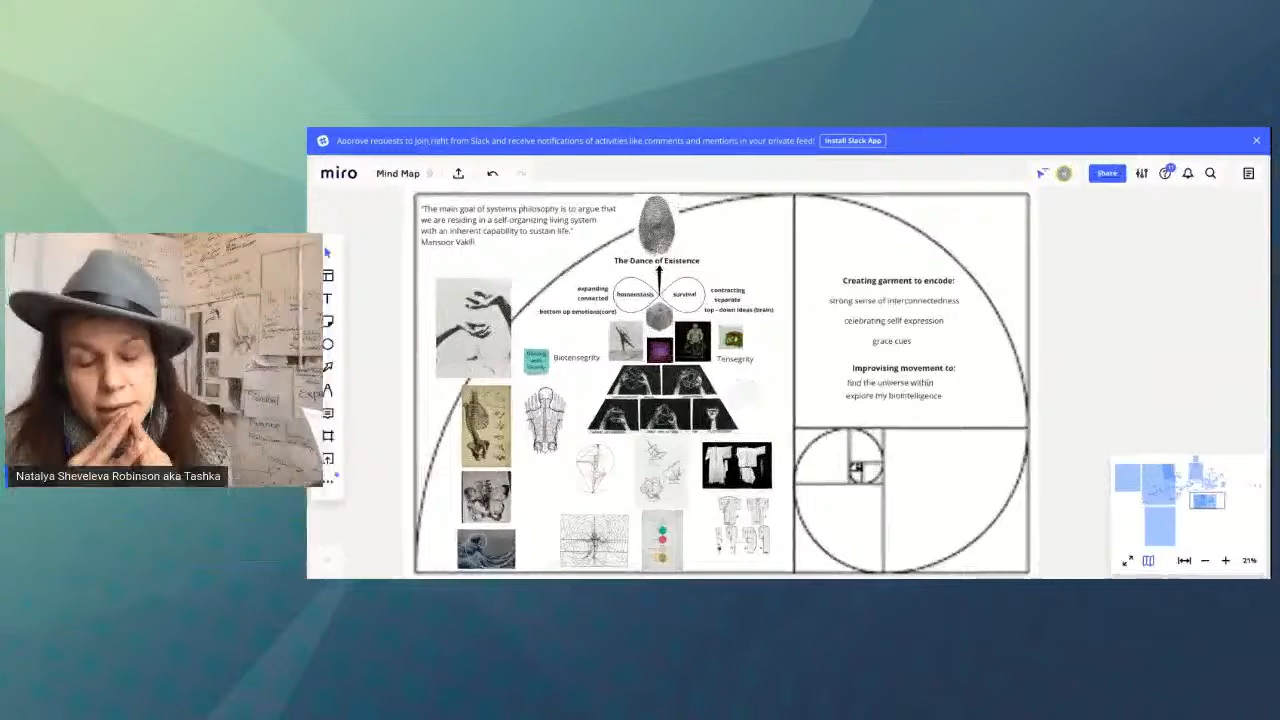 Approve requests to join right from Slack and receive notifications of activities like comments and mentions in your private feed!
Install Slack App
miro
Mind Map
Share
"The main goal of systems philosophy is to argue that
we are residing in a self-organizing living system
with an inherent capability to sustain life."
Mansoor Vakili
The Dance of Existence
expanding
connected
bottom up emotions(core)
homeostasis
survival
contracting
separate
top - down ideas (brain)
Biotensegrity
Tensegrity
Creating garment to encode:
strong sense of interconnectedness
celebrating self expression
grace cues
Improvising movement to:
find the universe within
explore my biointelligence
Natalya Sheveleva Robinson aka Tashka
21%